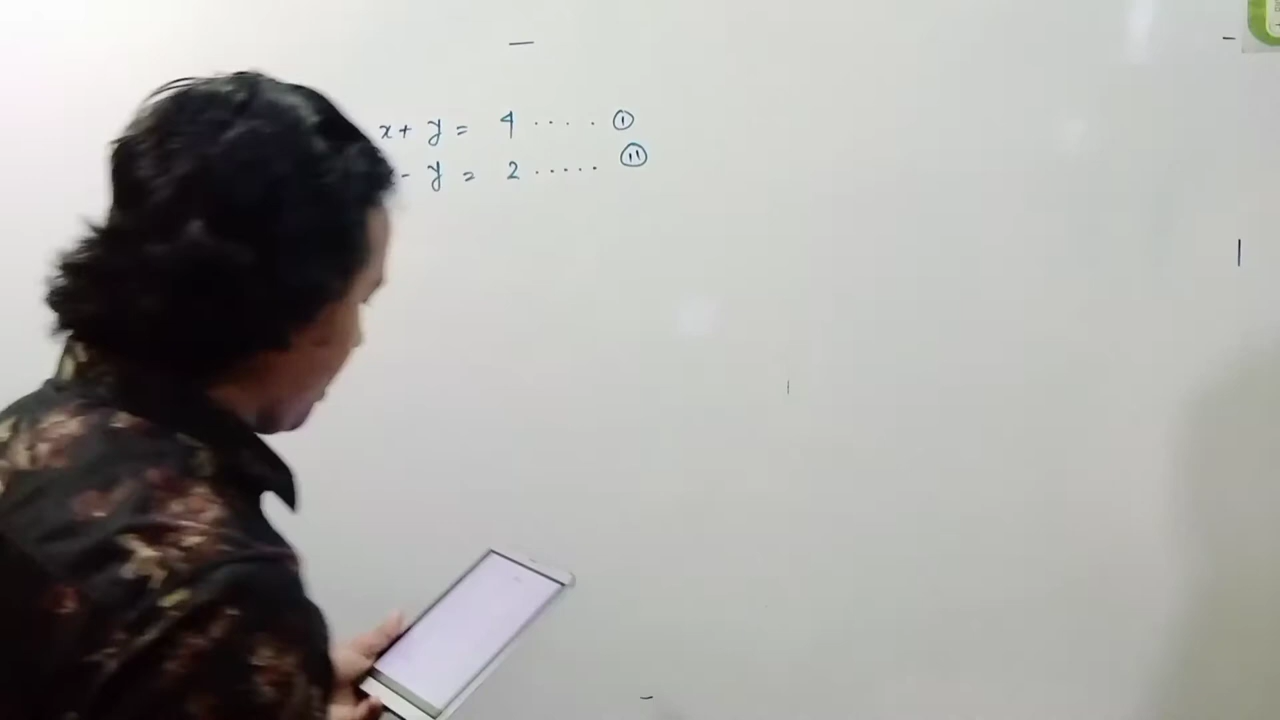 x + y = 4 ..... ①
- y = 2 ..... ⑪